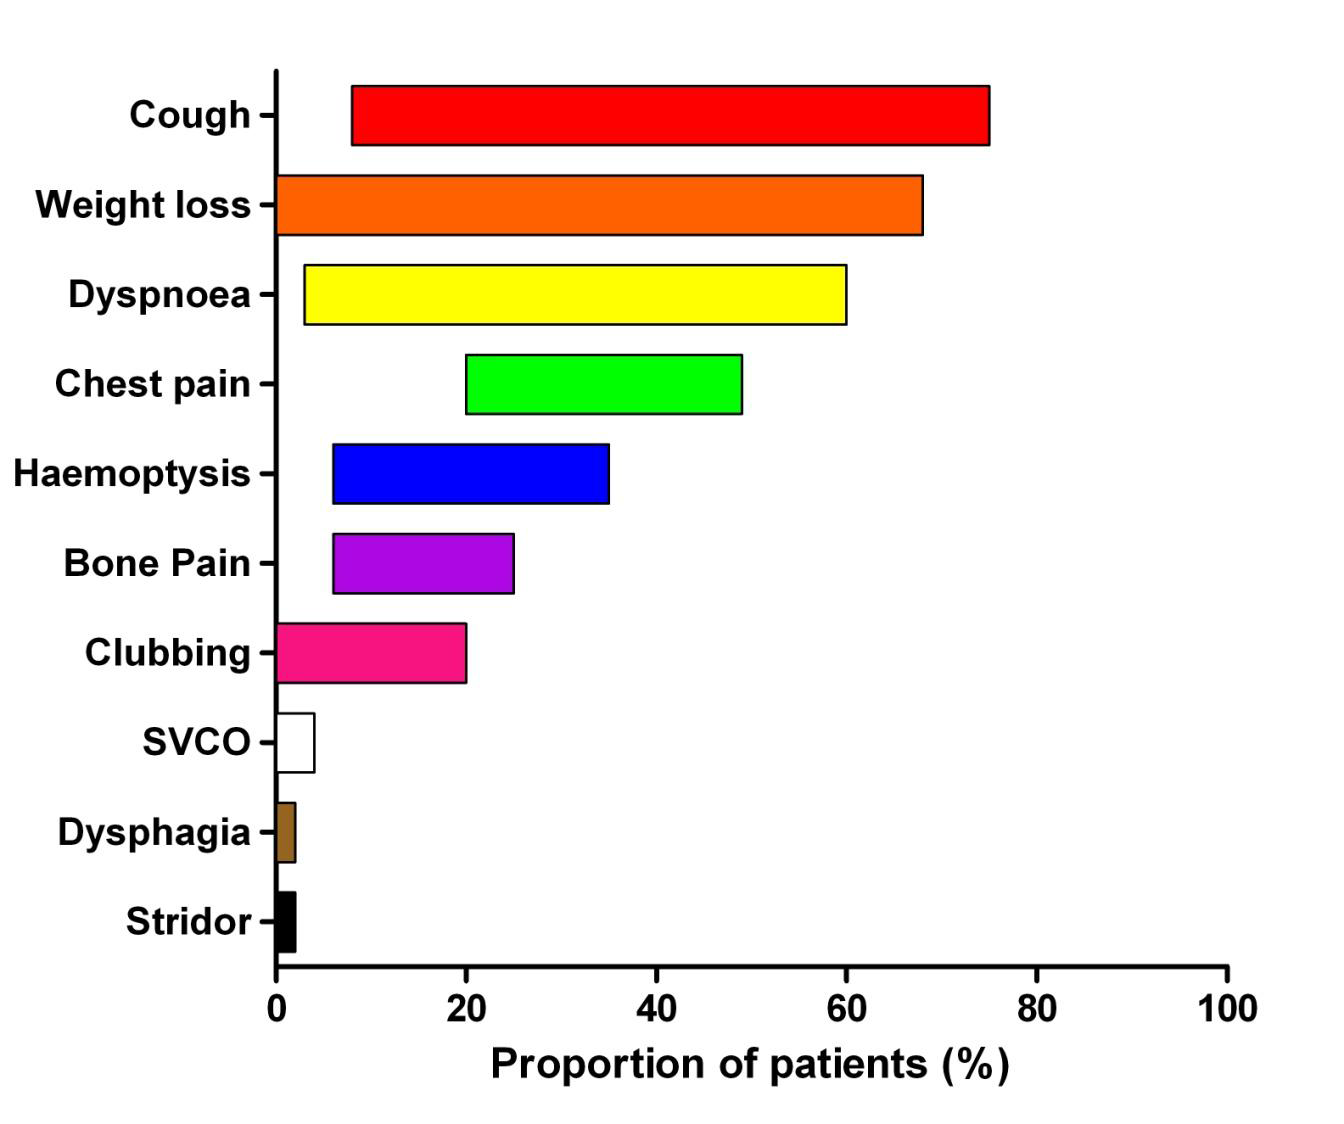 Cough
Weight loss
Dyspnoea
Chest pain
Haemoptysis
Bone Pain
Clubbing
SVCO
Dysphagia
Stridor
0 20 40 60 80 100
Proportion of patients (%)